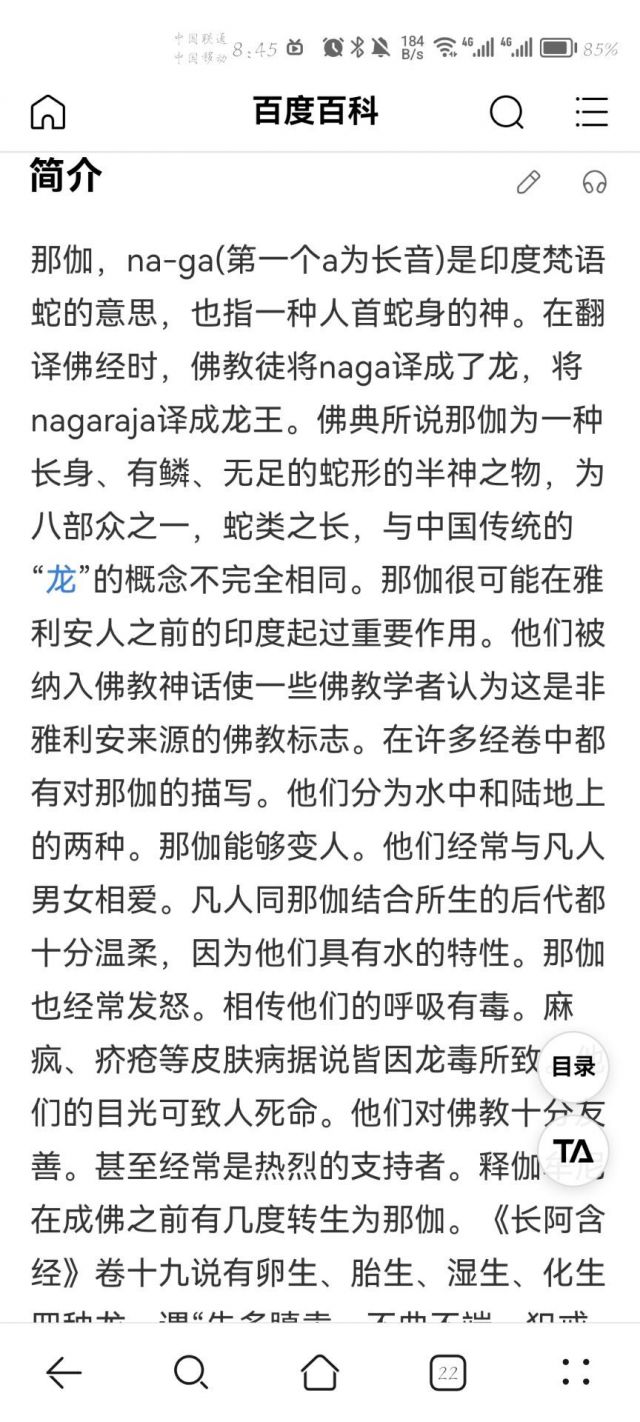 中国联通
中国移动
8:45
184
B/s
4G
4G
85%
百度百科
简介
那伽，na-ga(第一个a为长音)是印度梵语
蛇的意思，也指一种人首蛇身的神。在翻
译佛经时，佛教徒将naga译成了龙，将
nagaraja译成龙王。佛典所说那伽为一种
长身、有鳞、无足的蛇形的半神之物，为
八部众之一，蛇类之长，与中国传统的
“龙”的概念不完全相同。那伽很可能在雅
利安人之前的印度起过重要作用。他们被
纳入佛教神话使一些佛教学者认为这是非
雅利安来源的佛教标志。在许多经卷中都
有对那伽的描写。他们分为水中和陆地上
的两种。那伽能够变人。他们经常与凡人
男女相爱。凡人同那伽结合所生的后代都
十分温柔，因为他们具有水的特性。那伽
也经常发怒。相传他们的呼吸有毒。麻
疯、疥疮等皮肤病据说皆因龙毒所致。他
们的目光可致人死命。他们对佛教十分友
善。甚至经常是热烈的支持者。释伽牟尼
在成佛之前有几度转生为那伽。《长阿含
经》卷十九说有卵生、胎生、湿生、化生
四种龙，谓“生多瞋毒，不典不端，犯戒
目录
TA
22